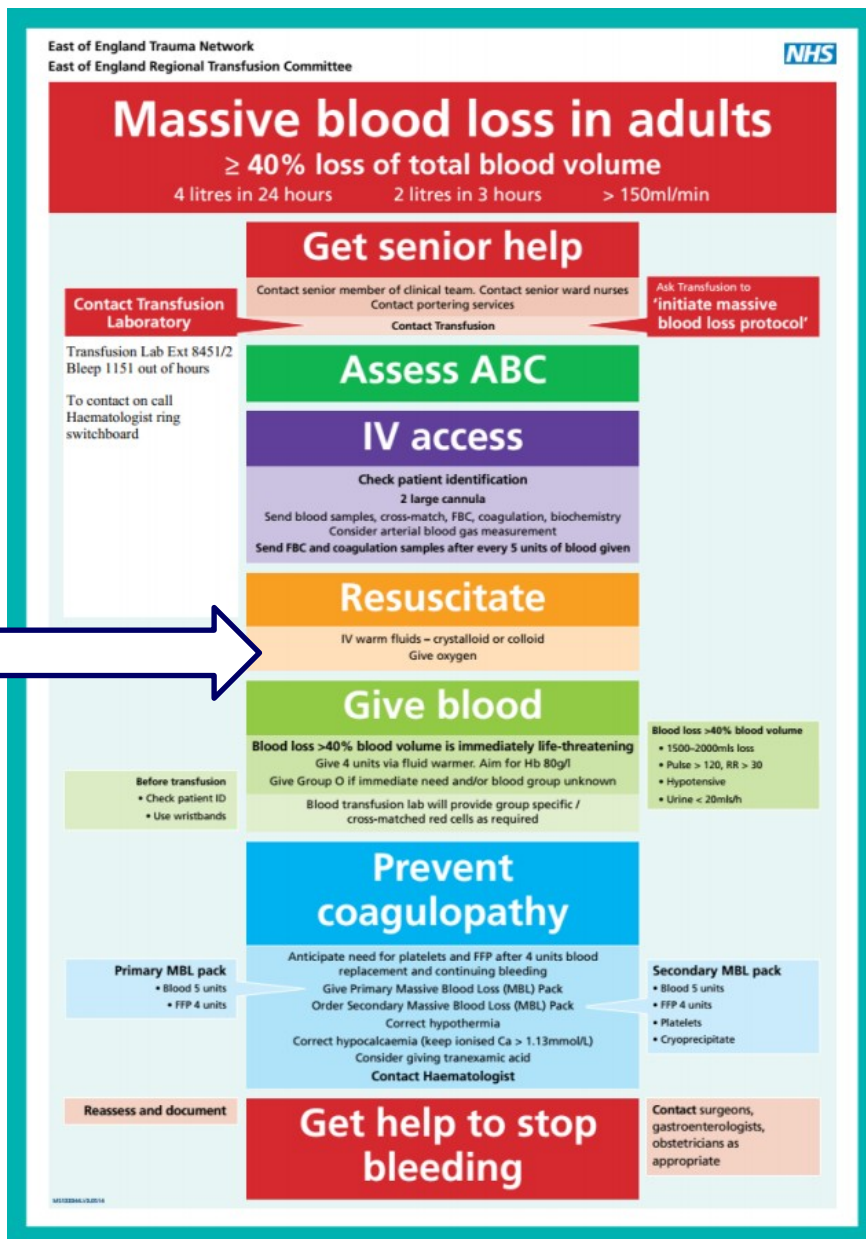 East of England Trauma Network
East of England Regional Transfusion Committee
NHS
Massive blood loss in adults
≥ 40% loss of total blood volume
4 litres in 24 hours 2 litres in 3 hours > 150ml/min
Get senior help
Contact senior member of clinical team. Contact senior ward nurses
Contact portering services
Contact Transfusion
Contact Transfusion
Laboratory
Ask Transfusion to
‘initiate massive
blood loss protocol’
Transfusion Lab Ext 8451/2
Bleep 1151 out of hours
To contact on call
Haematologist ring
switchboard
Assess ABC
IV access
Check patient identification
2 large cannula
Send blood samples, cross-match, FBC, coagulation, biochemistry
Consider arterial blood gas measurement
Send FBC and coagulation samples after every 5 units of blood given
Resuscitate
IV warm fluids – crystalloid or colloid
Give oxygen
Give blood
Blood loss >40% blood volume is immediately life-threatening
Give 4 units via fluid warmer. Aim for Hb 80g/l
Give Group O if immediate need and/or blood group unknown
Blood transfusion lab will provide group specific /
cross-matched red cells as required
Before transfusion
• Check patient ID
• Use wristbands
Blood loss >40% blood volume
• 1500–2000mls loss
• Pulse > 120, RR > 30
• Hypotensive
• Urine < 20mls/h
Prevent
coagulopathy
Anticipate need for platelets and FFP after 4 units blood
replacement and continuing bleeding
Give Primary Massive Blood Loss (MBL) Pack
Order Secondary Massive Blood Loss (MBL) Pack
Correct hypothermia
Correct hypocalcaemia (keep ionised Ca > 1.13mmol/L)
Consider giving tranexamic acid
Contact Haematologist
Primary MBL pack
• Blood 5 units
• FFP 4 units
Secondary MBL pack
• Blood 5 units
• FFP 4 units
• Platelets
• Cryoprecipitate
Reassess and document
Get help to stop
bleeding
Contact surgeons,
gastroenterologists,
obstetricians as
appropriate